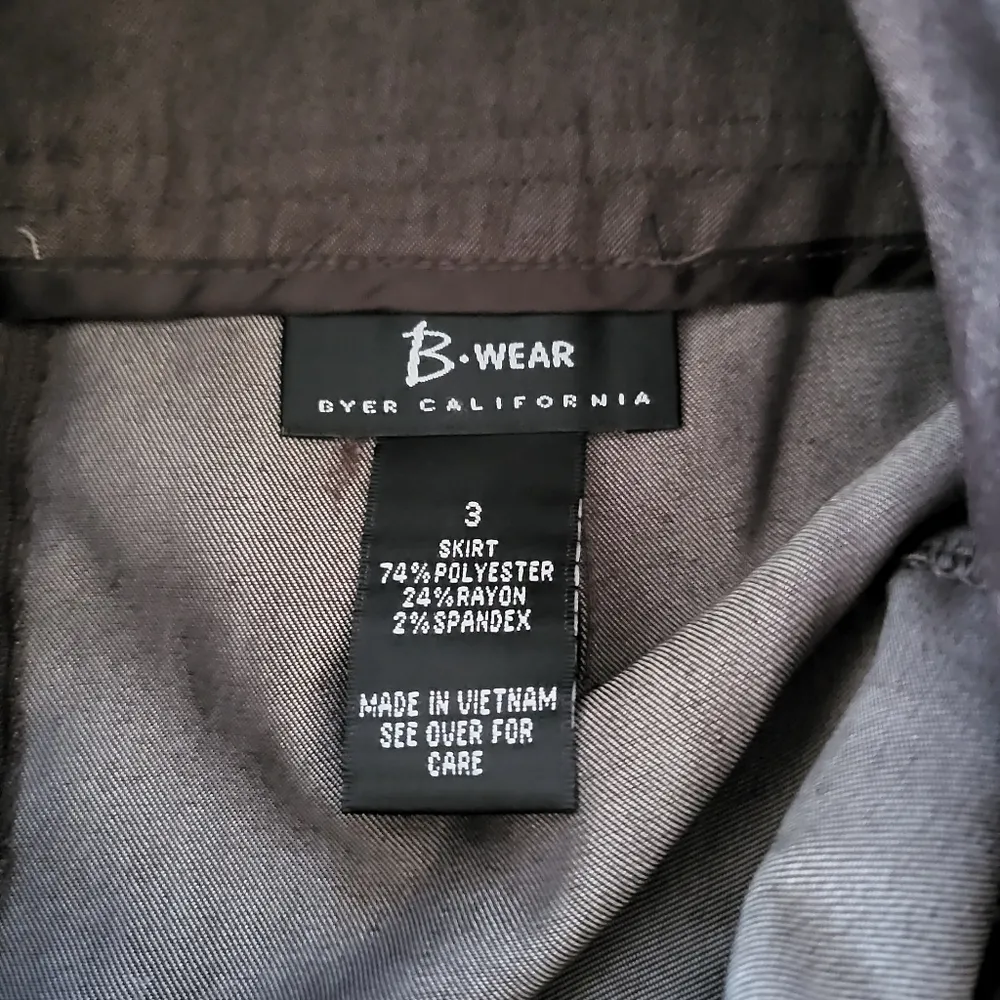 B•WEAR
BYER CALIFORNIA
3
SKIRT
74%POLYESTER
24%RAYON
2%SPANDEX
MADE IN VIETNAM
SEE OVER FOR
CARE